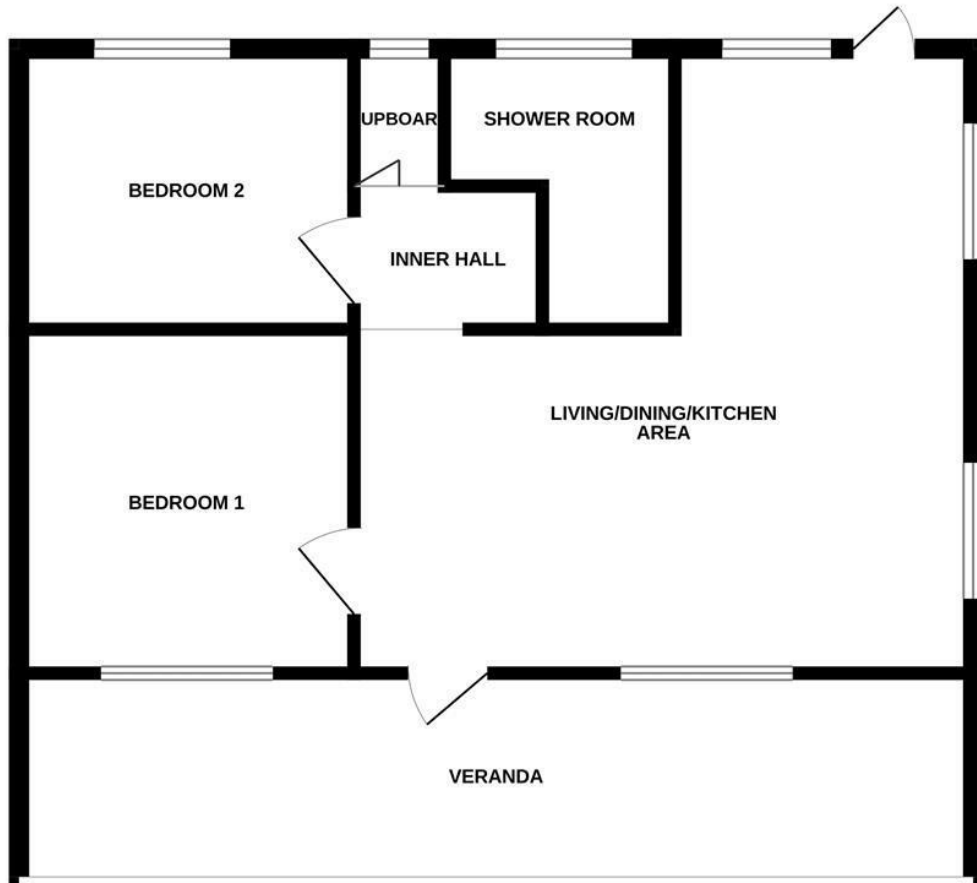 UPBOAR
SHOWER ROOM
BEDROOM 2
INNER HALL
LIVING/DINING/KITCHEN
AREA
BEDROOM 1
VERANDA